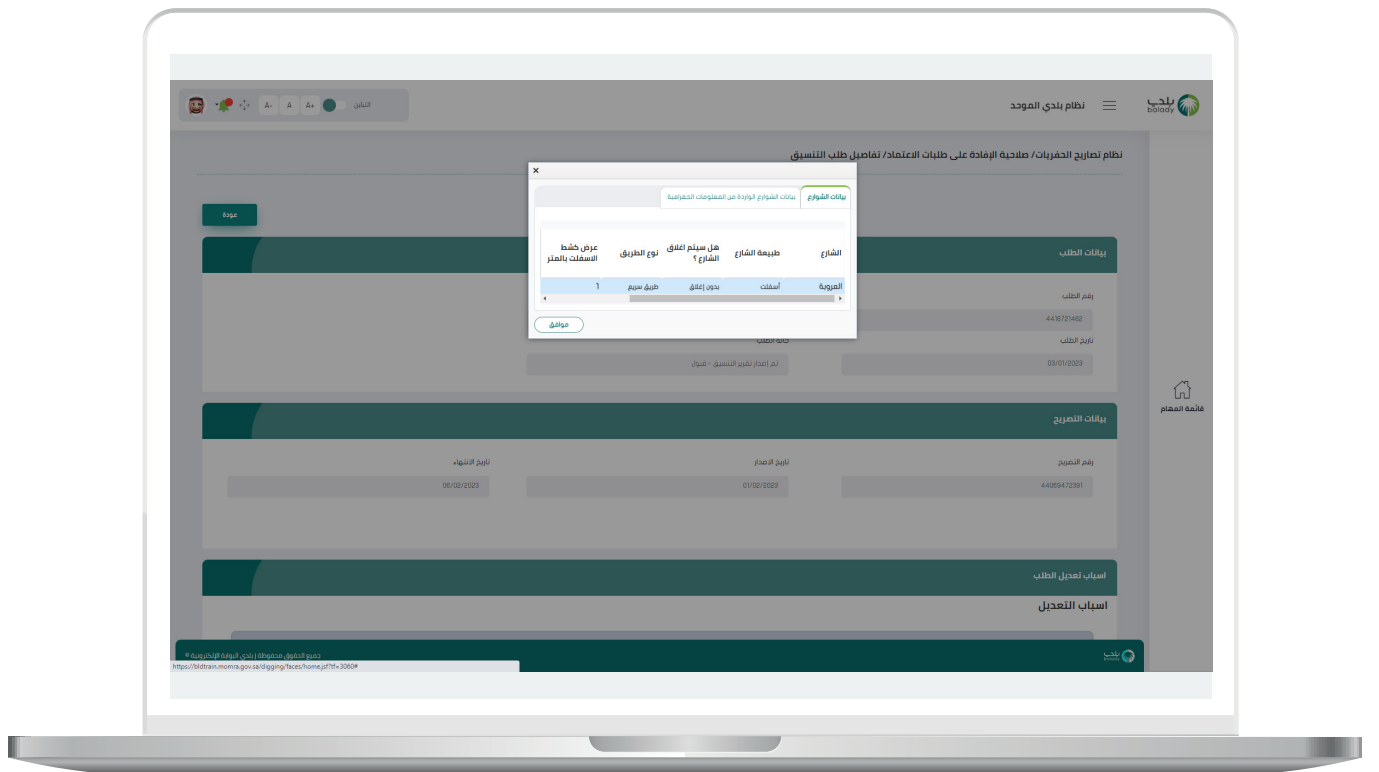 بلدي
balady
نظام بلدي الموحد
التباين
A+
A
A-
نظام تصاريح الحفريات/ صلاحية الإفادة على طلبات الاعتماد/ تفاصيل طلب التنسيق
×
بيانات الشوارع
بيانات الشوارع الواردة من المعلومات الجغرافية
الشارع
طبيعة الشارع
هل سيتم اغلاق الشارع ؟
نوع الطريق
عرض كشط الاسفلت بالمتر
العروبة
أسفلت
بدون إغلاق
طريق سريع
1
موافق
عودة
بيانات الطلب
رقم الطلب
4416721462
تاريخ الطلب
حالة الطلب
03/01/2023
تم إصدار تقرير التنسيق - قبول
قائمة المهام
بيانات التصريح
رقم التصريح
تاريخ الاصدار
تاريخ الانتهاء
44069472391
01/02/2023
06/02/2023
اسباب تعديل الطلب
اسباب التعديل
بلدي
جميع الحقوق محفوظة | بلدي البوابة الإلكترونية ©
https://bldtrain.momra.gov.sa/digging/faces/home.jsf?tf=3060#